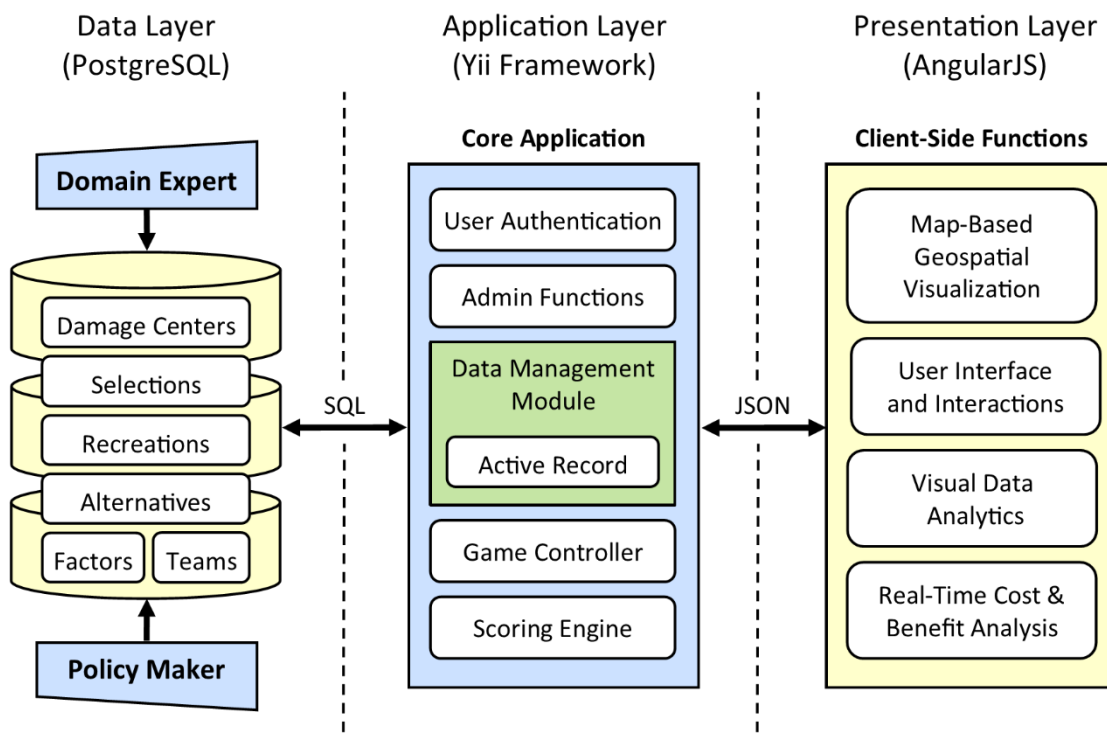 Data Layer
(PostgreSQL)
Application Layer
(Yii Framework)
Presentation Layer
(AngularJS)
Domain Expert
Damage Centers
Selections
Recreations
Alternatives
Factors
Teams
Policy Maker
SQL
Core Application
User Authentication
Admin Functions
Data Management
Module
Active Record
Game Controller
Scoring Engine
JSON
Client-Side Functions
Map-Based
Geospatial
Visualization
User Interface
and Interactions
Visual Data
Analytics
Real-Time Cost &
Benefit Analysis